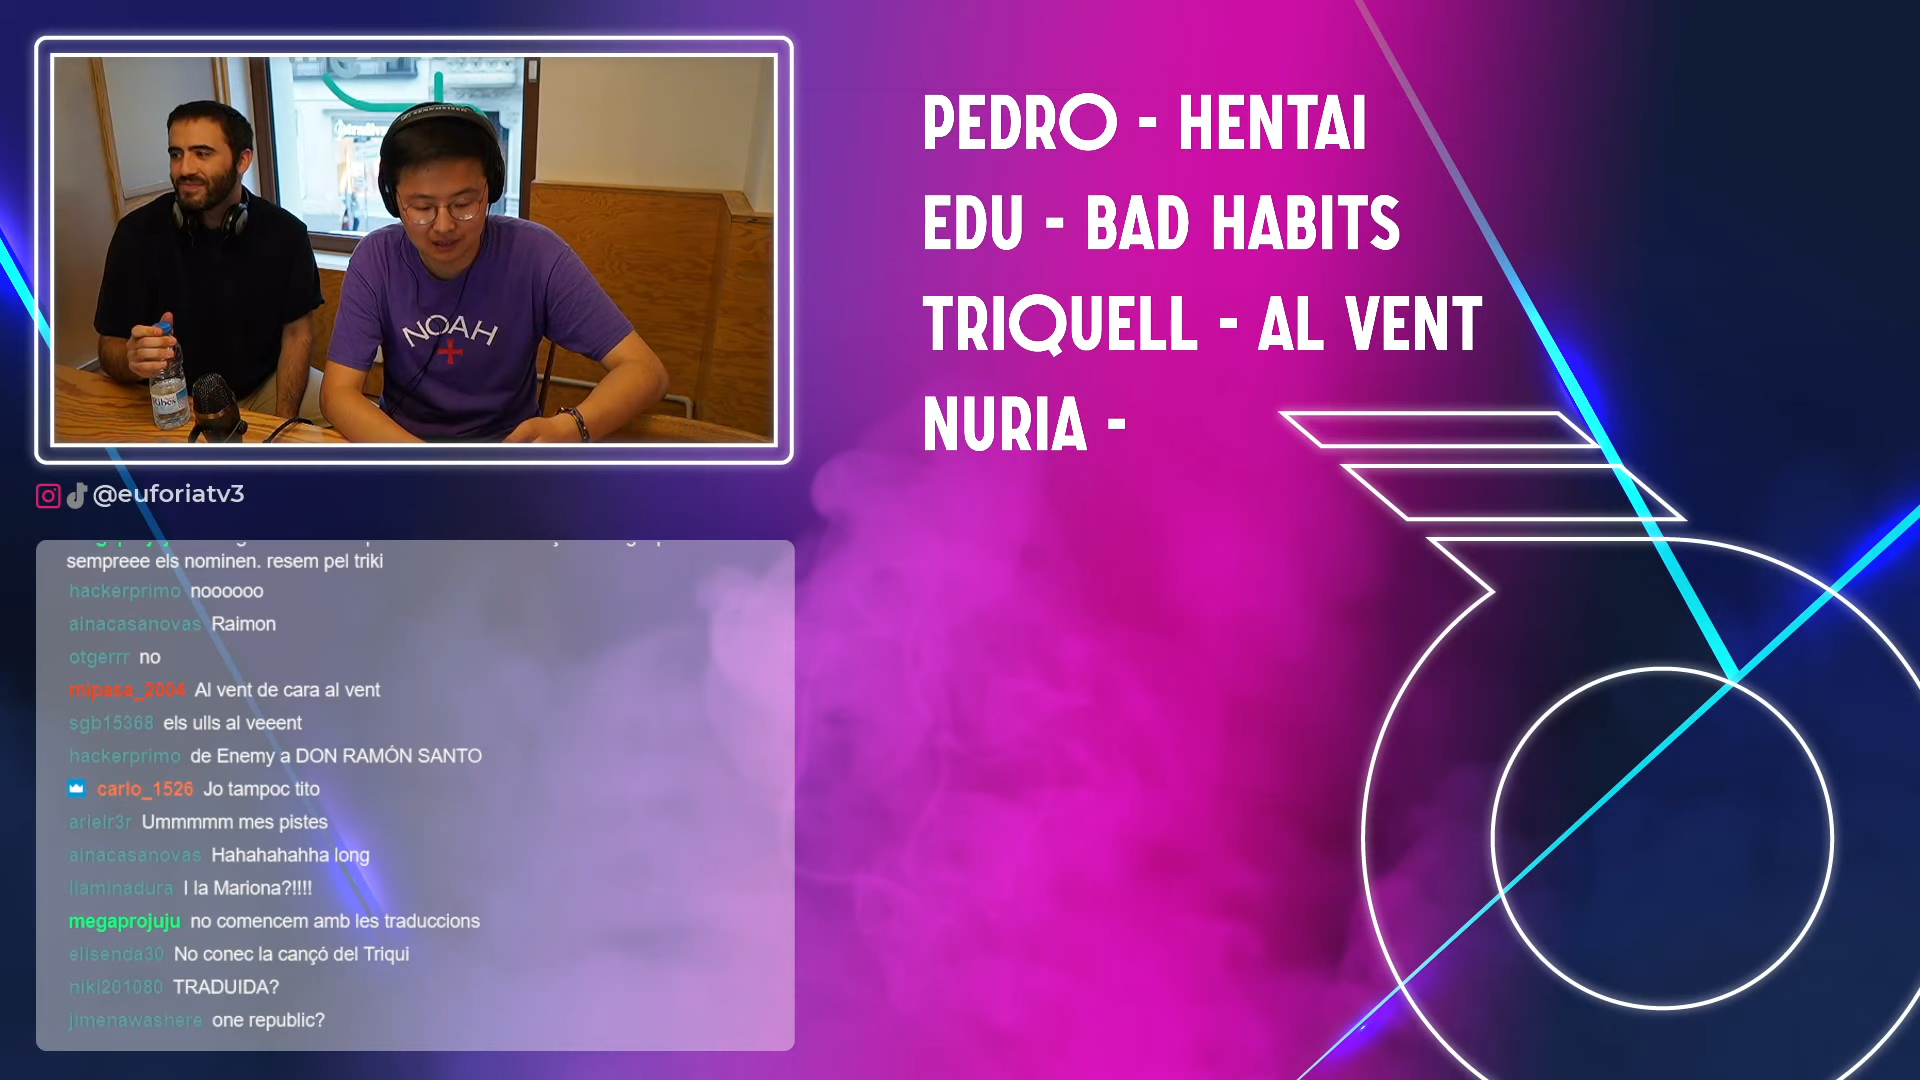 PEDRO - HENTAI
EDU - BAD HABITS
TRIQUELL - AL VENT
NURIA -
NOAH
Ribes
@euforiatv3
sempreee els nominen. resem pel triki
hackerprimo noooooo
ainacasanovas Raimon
otgerrr no
mipasa_2004 Al vent de cara al vent
sgb15368 els ulls al veeent
hackerprimo de Enemy a DON RAMÓN SANTO
carlo_1526 Jo tampoc tito
arielr3r Ummmmm mes pistes
ainacasanovas Hahahahahha long
llaminadura I la Mariona?!!!!
megaprojuju no comencem amb les traduccions
elisenda30 No conec la cançó del Triqui
niki201080 TRADUIDA?
jimenawashere one republic?